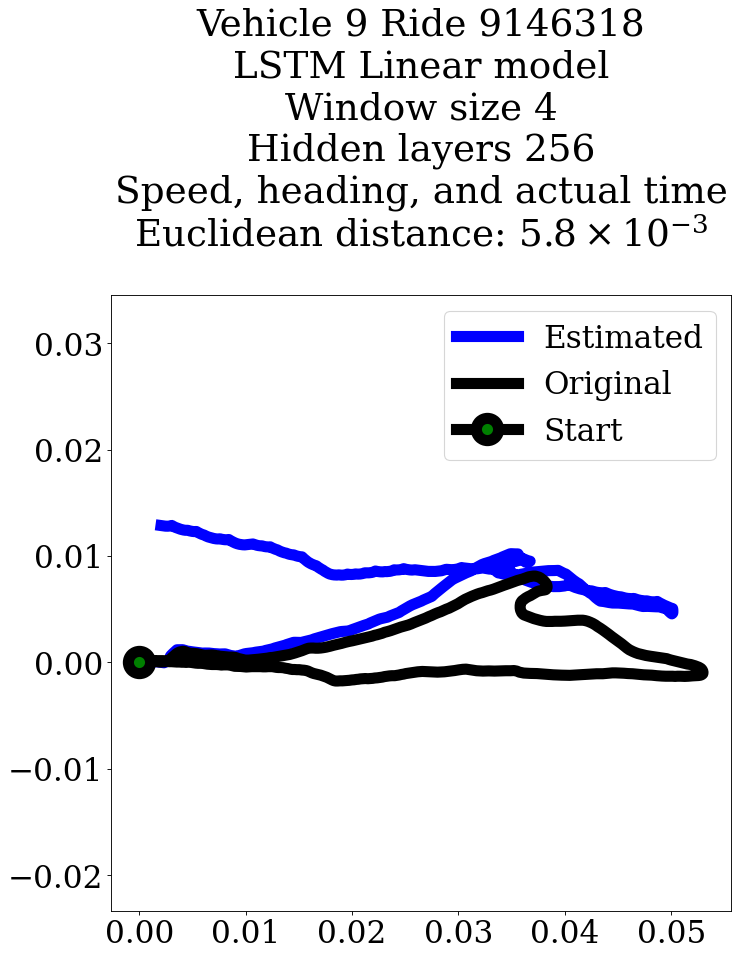 Vehicle 9 Ride 9146318
LSTM Linear model
Window size 4
Hidden layers 256
Speed, heading, and actual time
Euclidean distance: 5.8 × 10⁻³
Estimated
Original
Start
0.03
0.02
0.01
0.00
−0.01
−0.02
0.00 0.01 0.02 0.03 0.04 0.05